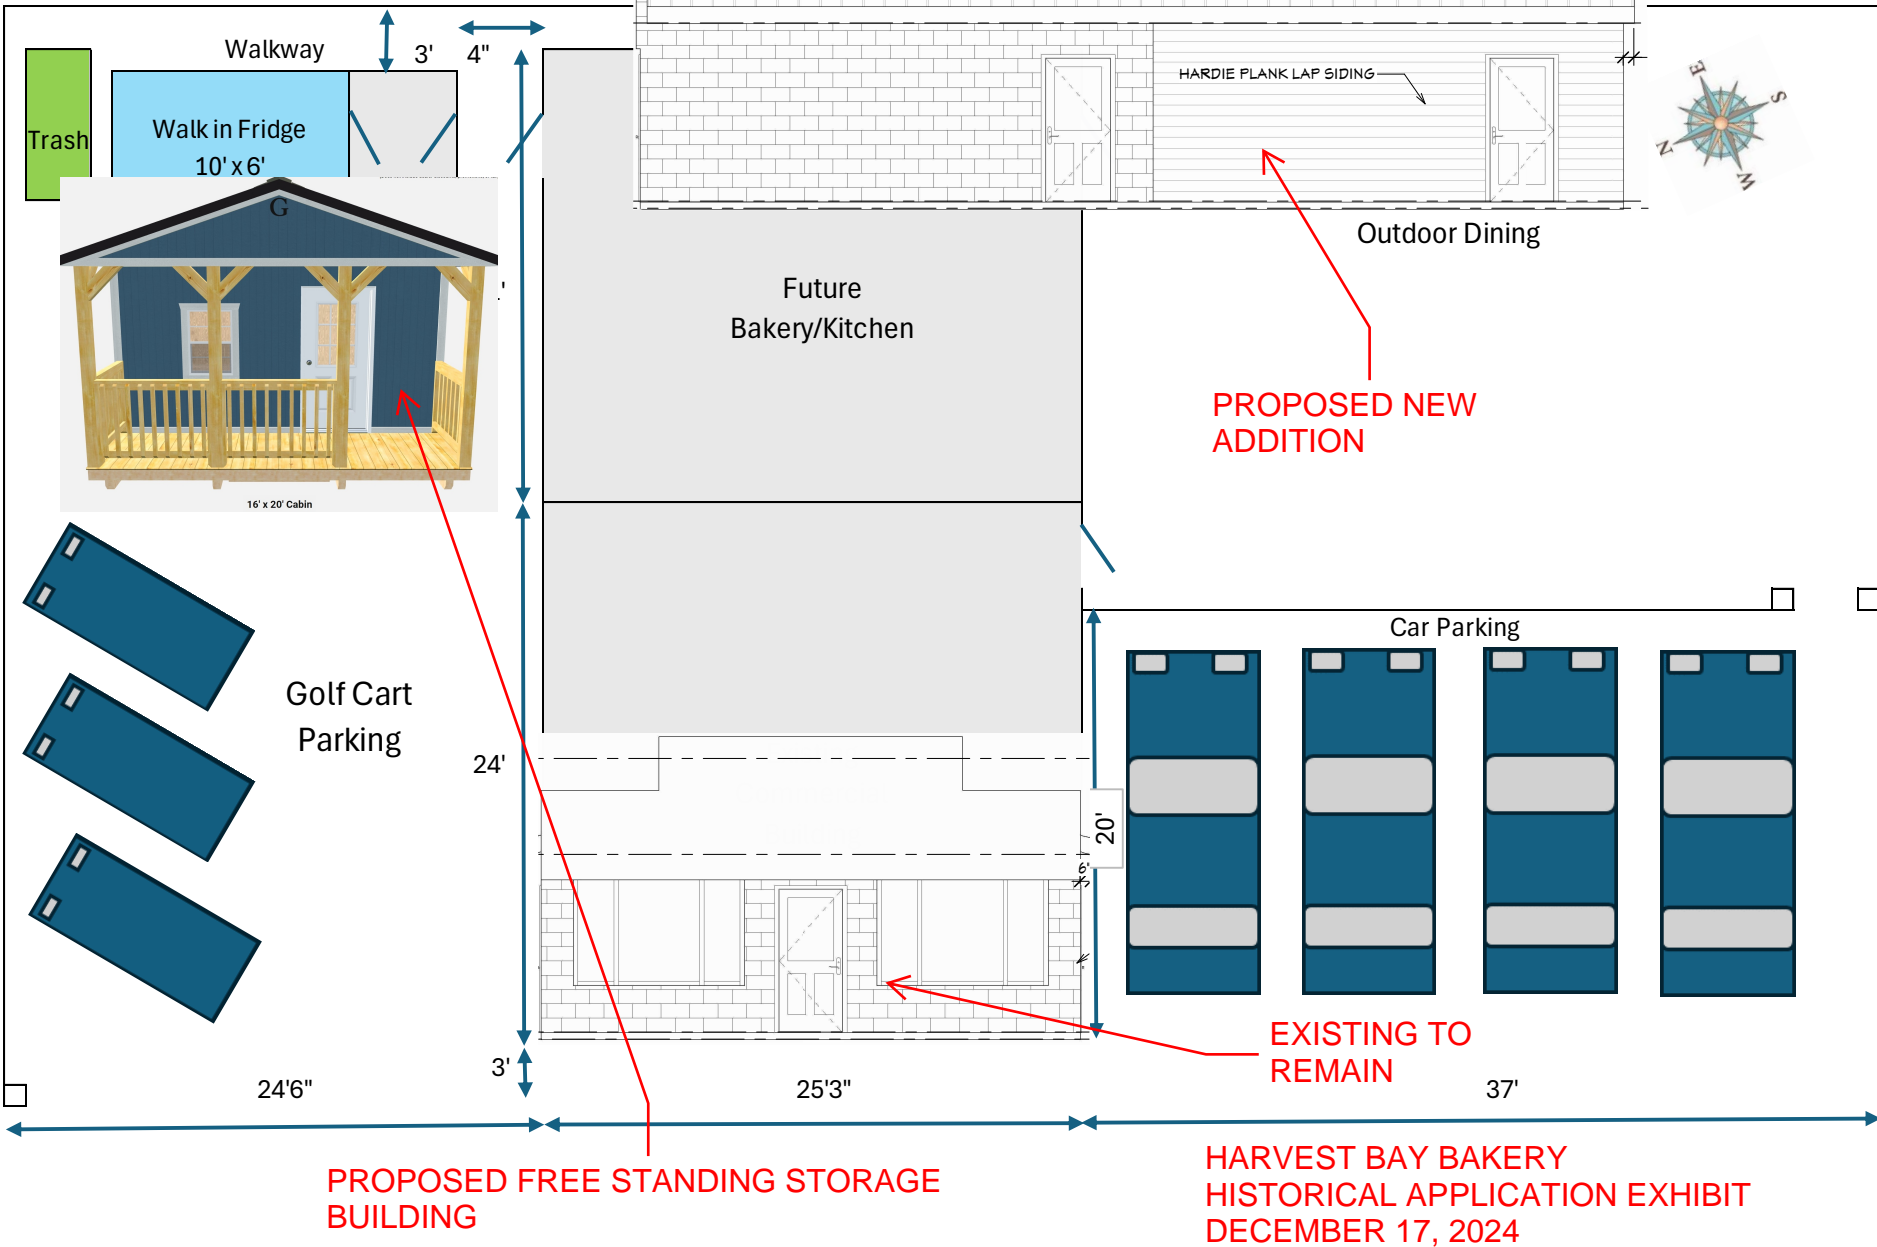 Walkway
3'
4"
Trash
Walk in Fridge
10' x 6'
HARDIE PLANK LAP SIDING
E
S
N
W
G
Outdoor Dining
Future
Bakery/Kitchen
PROPOSED NEW
ADDITION
16' x 20' Cabin
Car Parking
Golf Cart
Parking
24'
20'
6'
EXISTING TO
REMAIN
3'
24'6"
25'3"
37'
PROPOSED FREE STANDING STORAGE
BUILDING
HARVEST BAY BAKERY
HISTORICAL APPLICATION EXHIBIT
DECEMBER 17, 2024